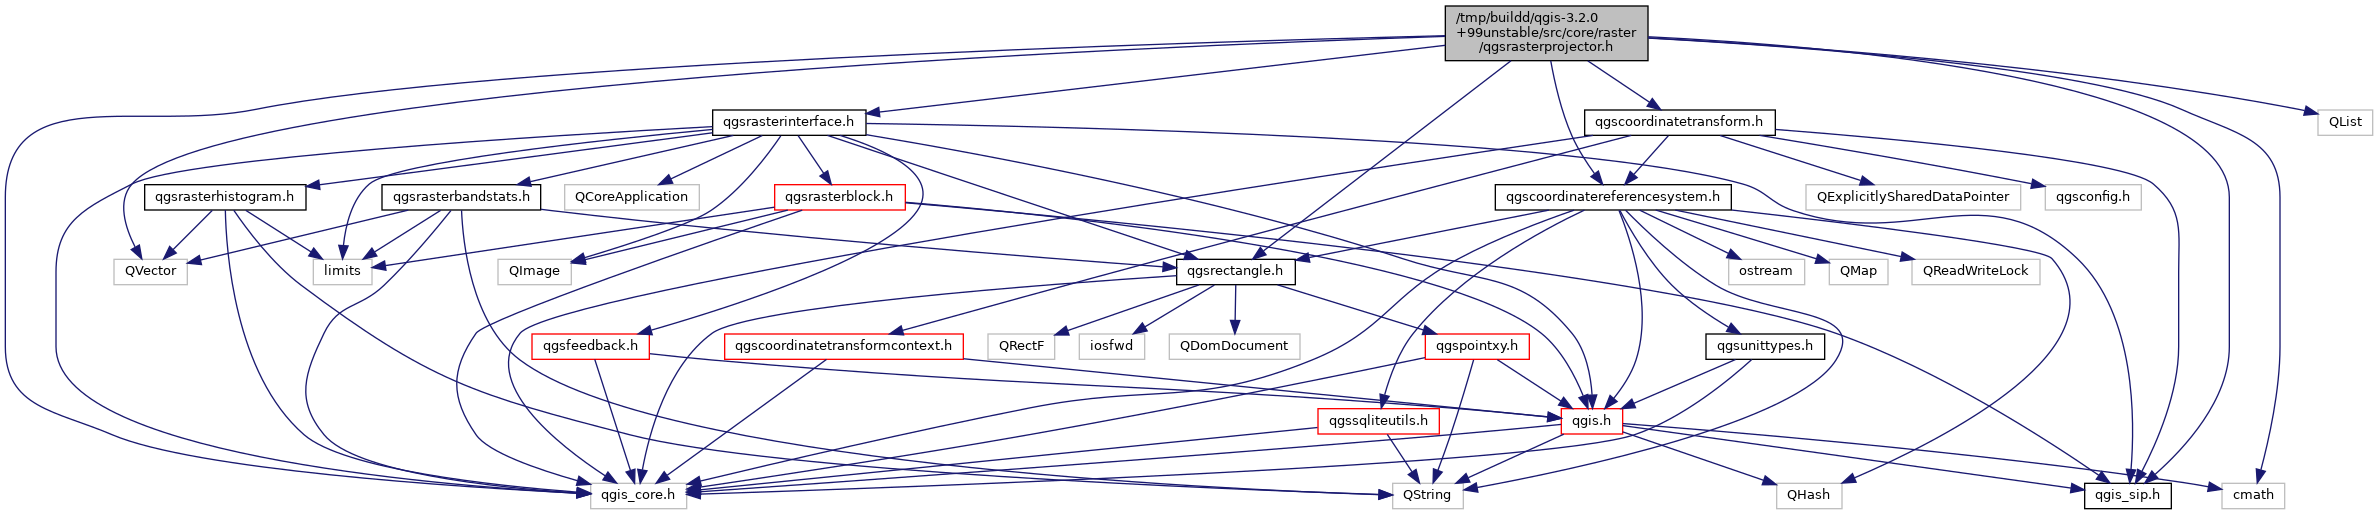 /tmp/buildd/qgis-3.2.0
+99unstable/src/core/raster
/qgsrasterprojector.h
qgsrasterinterface.h
qgscoordinatetransform.h
QList
qgsrasterhistogram.h
qgsrasterbandstats.h
QCoreApplication
qgsrasterblock.h
qgscoordinatereferencesystem.h
QExplicitlySharedDataPointer
qgsconfig.h
QVector
limits
QImage
qgsrectangle.h
ostream
QMap
QReadWriteLock
qgsfeedback.h
qgscoordinatetransformcontext.h
QRectF
iosfwd
QDomDocument
qgspointxy.h
qgsunittypes.h
qgssqliteutils.h
qgis.h
qgis_core.h
QString
QHash
qgis_sip.h
cmath